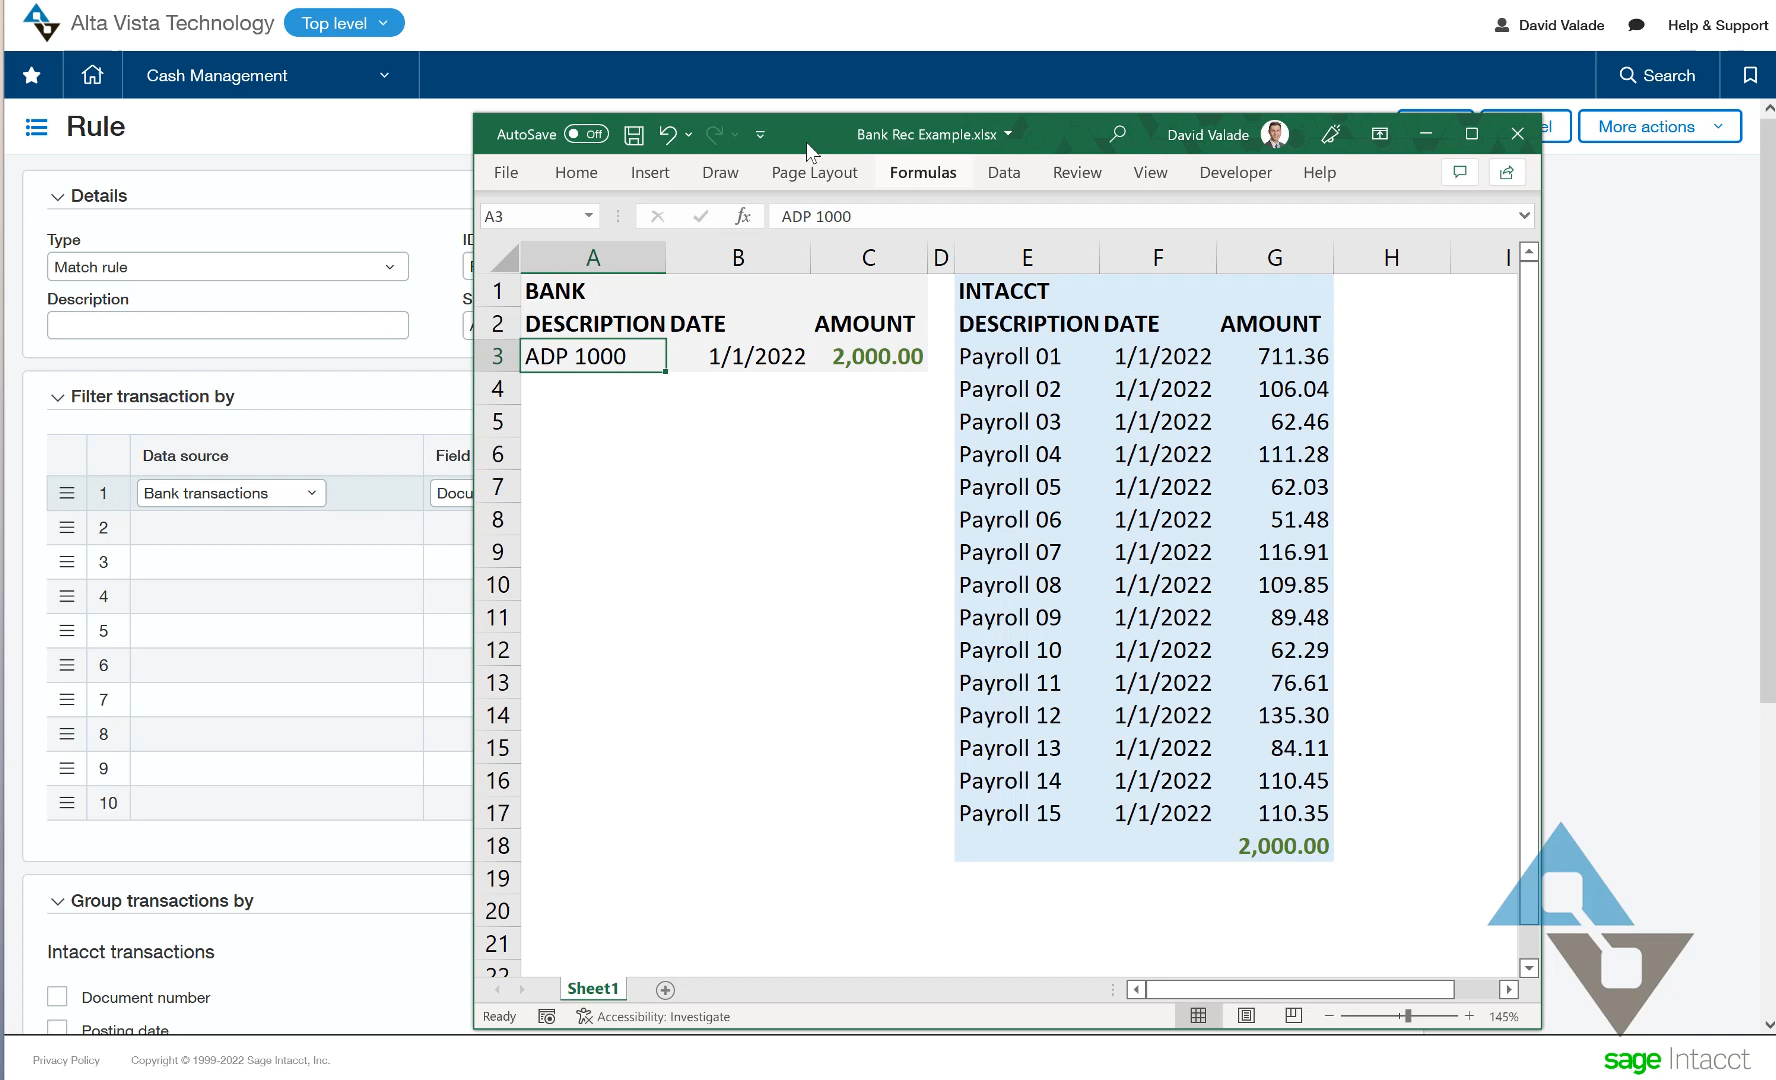 Alta Vista Technology Top level David Valade Help & Support
Cash Management Search
Rule More actions
AutoSave Off Bank Rec Example.xlsx David Valade
File Home Insert Draw Page Layout Formulas Data Review View Developer Help
A3 fx ADP 1000
Details
Type
Match rule
Description
Filter transaction by
Data source Field
1 Bank transactions Docu
2
3
4
5
6
7
8
9
10
Group transactions by
Intacct transactions
Document number
Posting date
A B C D E F G H I
1 BANK INTACCT
2 DESCRIPTION DATE AMOUNT DESCRIPTION DATE AMOUNT
3 ADP 1000 1/1/2022 2,000.00 Payroll 01 1/1/2022 711.36
4 Payroll 02 1/1/2022 106.04
5 Payroll 03 1/1/2022 62.46
6 Payroll 04 1/1/2022 111.28
7 Payroll 05 1/1/2022 62.03
8 Payroll 06 1/1/2022 51.48
9 Payroll 07 1/1/2022 116.91
10 Payroll 08 1/1/2022 109.85
11 Payroll 09 1/1/2022 89.48
12 Payroll 10 1/1/2022 62.29
13 Payroll 11 1/1/2022 76.61
14 Payroll 12 1/1/2022 135.30
15 Payroll 13 1/1/2022 84.11
16 Payroll 14 1/1/2022 110.45
17 Payroll 15 1/1/2022 110.35
18 2,000.00
19
20
21
22
Sheet1
Ready Accessibility: Investigate 145%
Privacy Policy Copyright © 1999-2022 Sage Intacct, Inc.
sage Intacct